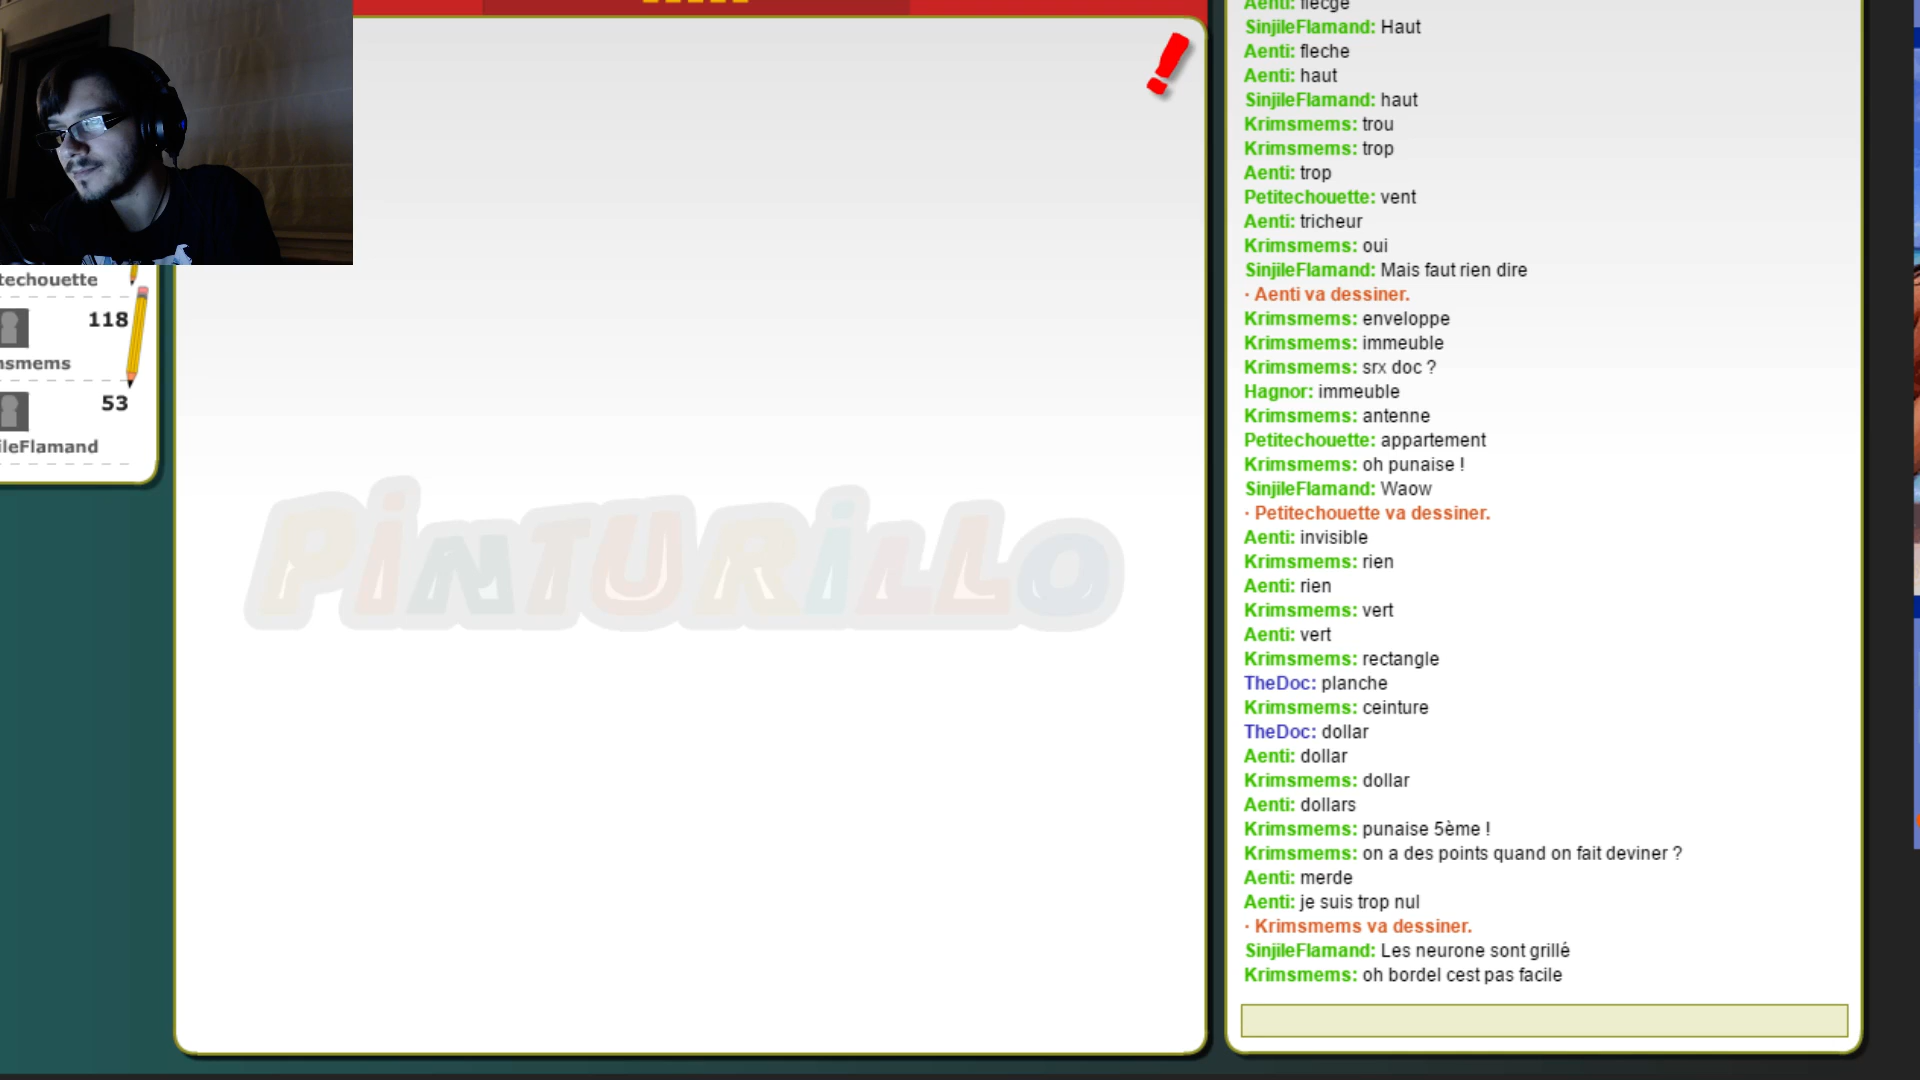 techouette
118
nsmems
53
ileFlamand
PiNTURiLLO
Aenti: flecge
SinjileFlamand: Haut
Aenti: fleche
Aenti: haut
SinjileFlamand: haut
Krimsmems: trou
Krimsmems: trop
Aenti: trop
Petitechouette: vent
Aenti: tricheur
Krimsmems: oui
SinjileFlamand: Mais faut rien dire
· Aenti va dessiner.
Krimsmems: enveloppe
Krimsmems: immeuble
Krimsmems: srx doc ?
Hagnor: immeuble
Krimsmems: antenne
Petitechouette: appartement
Krimsmems: oh punaise !
SinjileFlamand: Waow
· Petitechouette va dessiner.
Aenti: invisible
Krimsmems: rien
Aenti: rien
Krimsmems: vert
Aenti: vert
Krimsmems: rectangle
TheDoc: planche
Krimsmems: ceinture
TheDoc: dollar
Aenti: dollar
Krimsmems: dollar
Aenti: dollars
Krimsmems: punaise 5ème !
Krimsmems: on a des points quand on fait deviner ?
Aenti: merde
Aenti: je suis trop nul
· Krimsmems va dessiner.
SinjileFlamand: Les neurone sont grillé
Krimsmems: oh bordel cest pas facile